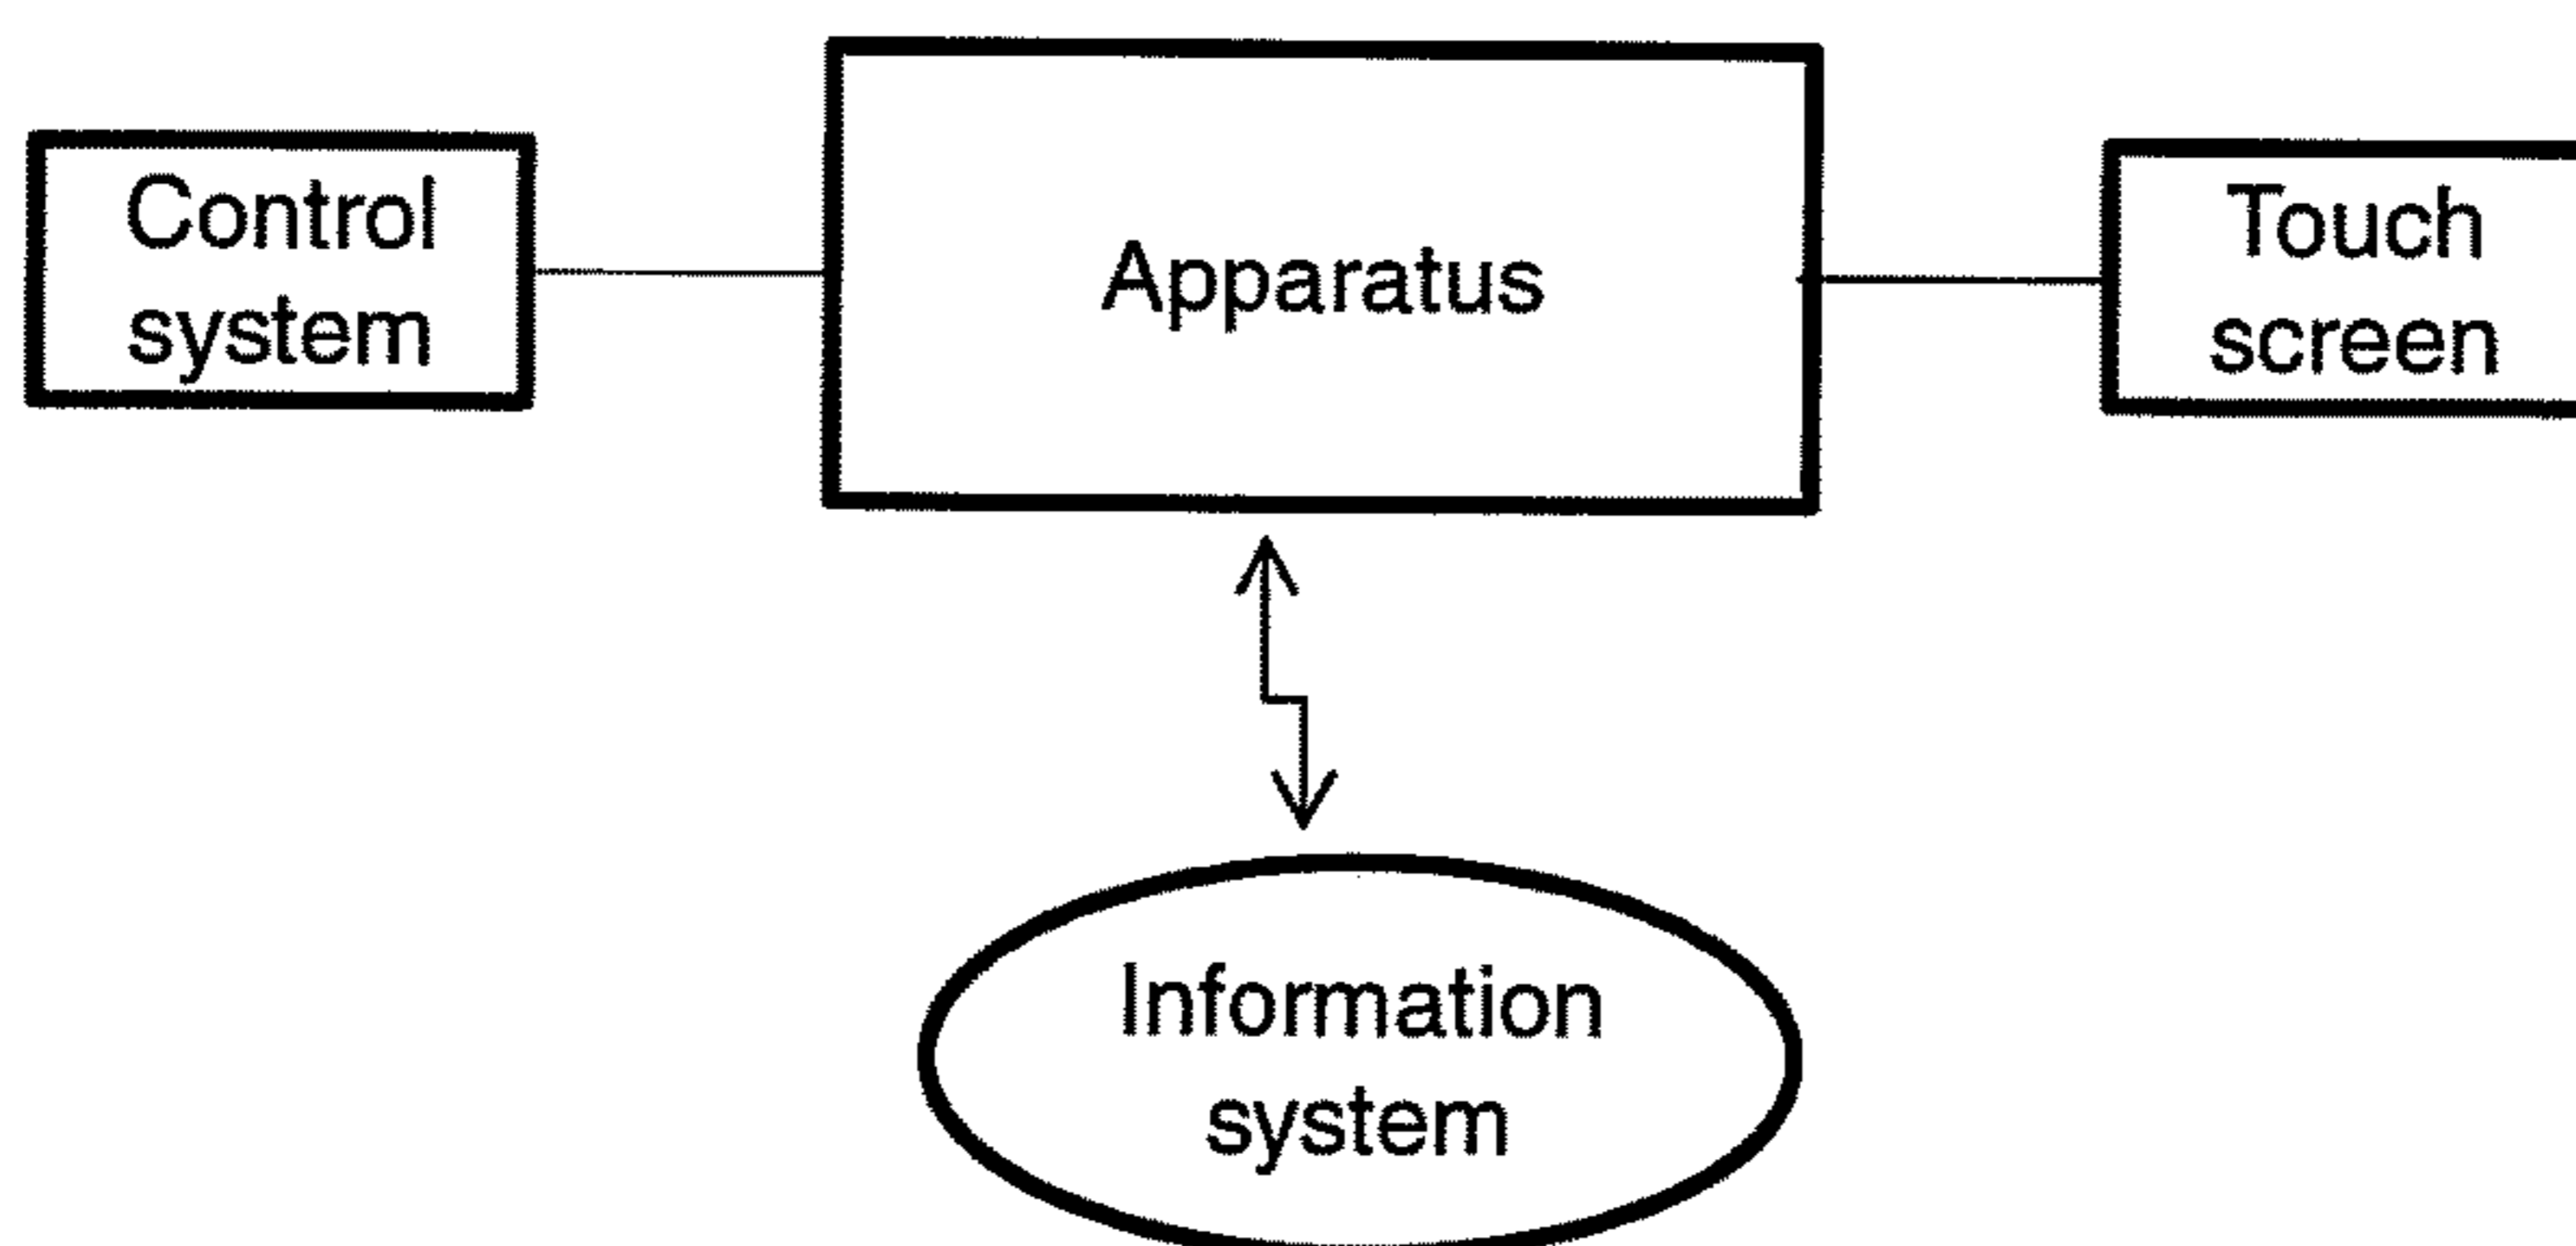 Control
system
Apparatus
Touch
screen
Information
system